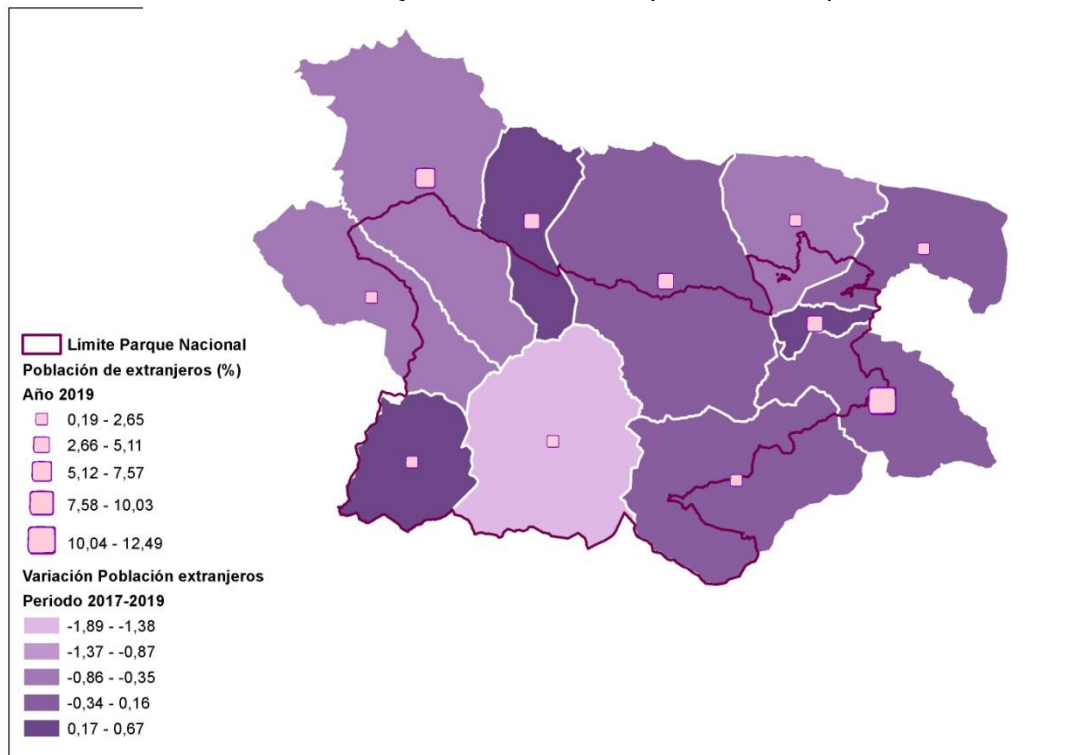 Límite Parque Nacional
Población de extranjeros (%)
Año 2019
0,19 - 2,65
2,66 - 5,11
5,12 - 7,57
7,58 - 10,03
10,04 - 12,49
Variación Población extranjeros
Periodo 2017-2019
-1,89 - -1,38
-1,37 - -0,87
-0,86 - -0,35
-0,34 - 0,16
0,17 - 0,67